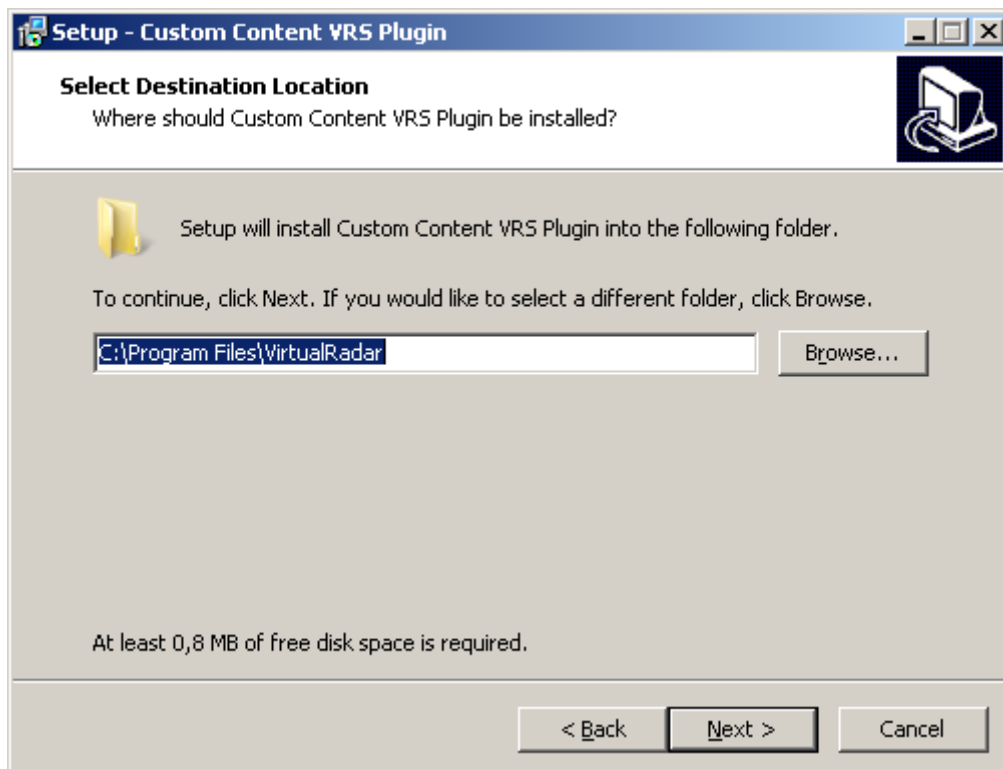 Setup - Custom Content VRS Plugin
Select Destination Location
Where should Custom Content VRS Plugin be installed?
Setup will install Custom Content VRS Plugin into the following folder.
To continue, click Next. If you would like to select a different folder, click Browse.
C:\Program Files\VirtualRadar
Browse...
At least 0,8 MB of free disk space is required.
< Back
Next >
Cancel